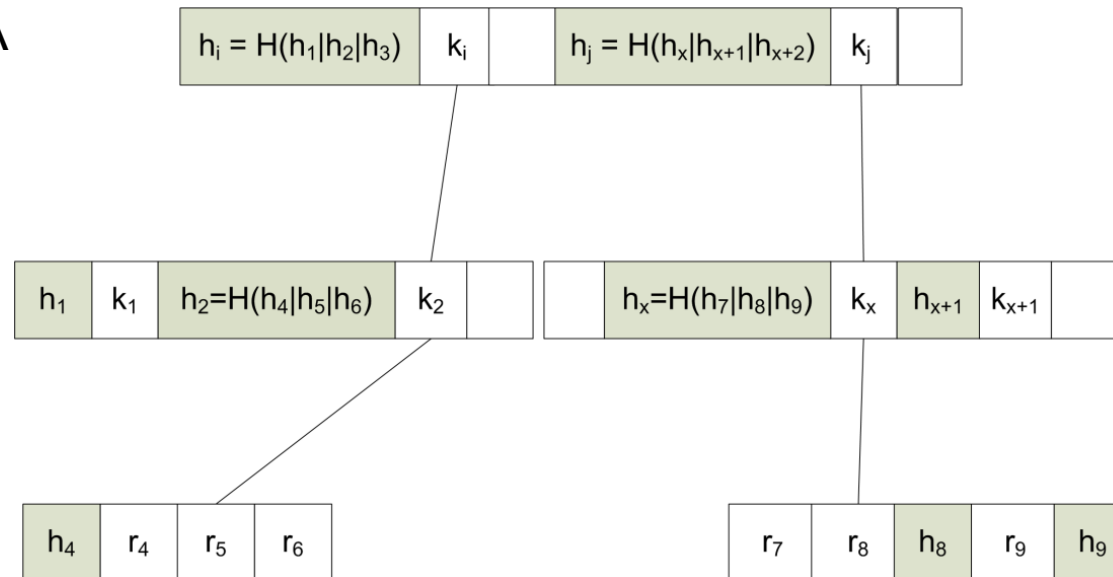 A
hᵢ = H(h₁|h₂|h₃) kᵢ hⱼ = H(hₓ|hₓ₊₁|hₓ₊₂) kⱼ
h₁ k₁ h₂=H(h₄|h₅|h₆) k₂ hₓ=H(h₇|h₈|h₉) kₓ hₓ₊₁ kₓ₊₁
h₄ r₄ r₅ r₆ r₇ r₈ h₈ r₉ h₉